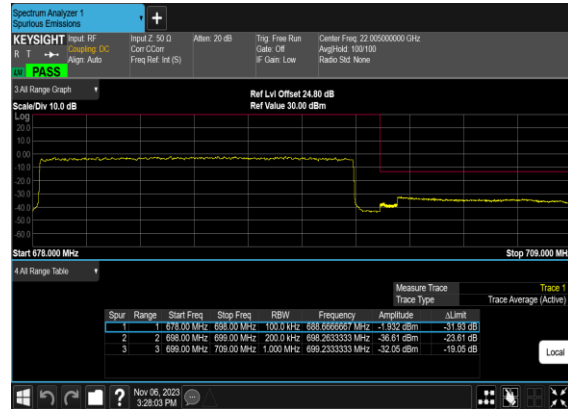 Spectrum Analyzer 1
Spurious Emissions
+
KEYSIGHT Input: RF Input Z: 50 Ω Atten: 20 dB Trig: Free Run Center Freq: 22.005000000 GHz
R T Coupling: DC Corr CCorr Gate: Off Avg|Hold: 100/100
Align: Auto Freq Ref: Int (S) IF Gain: Low Radio Std: None
LW PASS
3 All Range Graph
Ref Lvl Offset 24.80 dB
Scale/Div 10.0 dB Ref Value 30.00 dBm
Log
20.0
10.0
0.00
-10.0
-20.0
-30.0
-40.0
-50.0
-60.0
Start 678.000 MHz Stop 709.000 MH
4 All Range Table
Measure Trace Trace 1
Trace Type Trace Average (Active)
Spur Range Start Freq Stop Freq RBW Frequency Amplitude ΔLimit
1 1 678.00 MHz 698.00 MHz 100.0 kHz 688.6666667 MHz -1.932 dBm -31.93 dB
2 2 698.00 MHz 699.00 MHz 200.0 kHz 698.2633333 MHz -36.61 dBm -23.61 dB
3 3 699.00 MHz 709.00 MHz 1.000 MHz 699.2333333 MHz -32.05 dBm -19.05 dB
Local
? Nov 06, 2023
3:28:03 PM